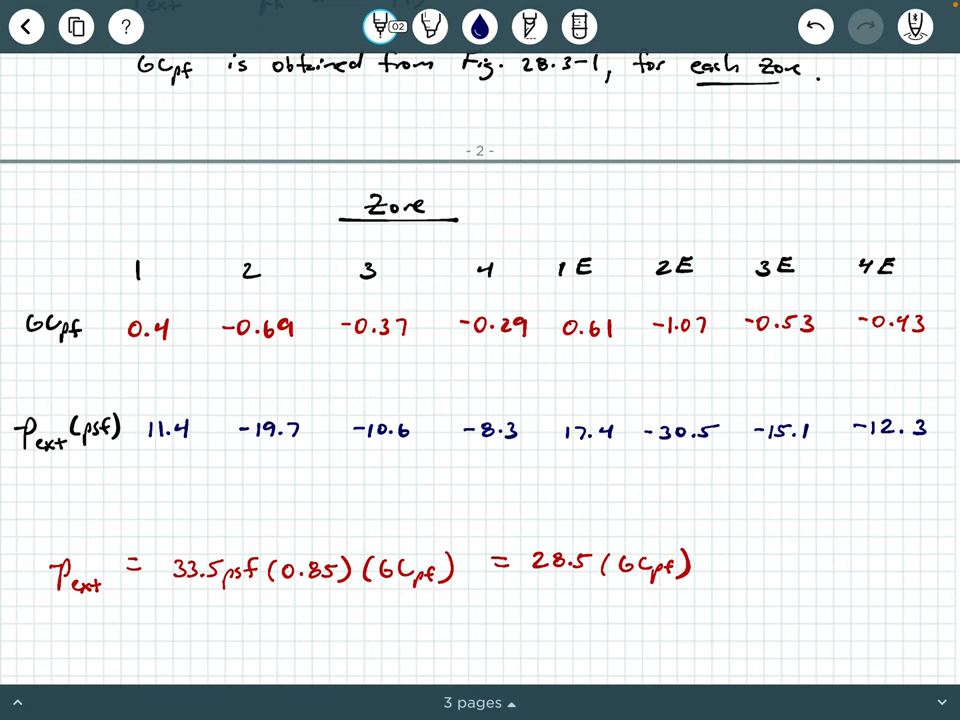 02
GCpf is obtained from Fig. 28.3-1, for each zone.
- 2 -
Zone
1 2 3 4 1E 2E 3E 4E
GCpf 0.4 -0.69 -0.37 -0.29 0.61 -1.07 -0.53 -0.43
Pext (psf) 11.4 -19.7 -10.6 -8.3 17.4 -30.5 -15.1 -12.3
Pext = 33.5psf (0.85) (GCpf) = 28.5 (GCpf)
3 pages